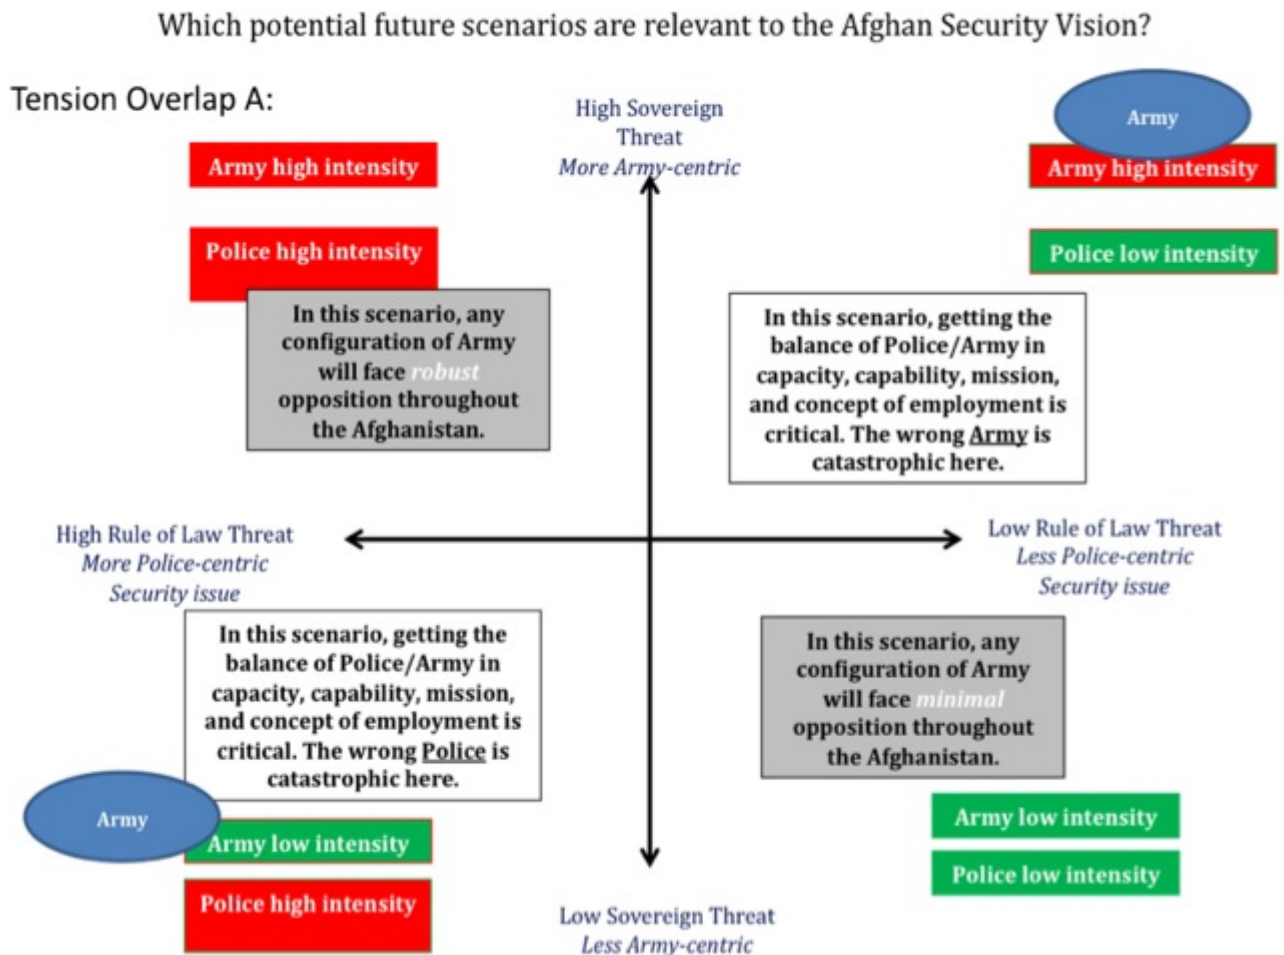 Which potential future scenarios are relevant to the Afghan Security Vision?
Tension Overlap A:
High Sovereign
Threat
More Army-centric
Army
Army high intensity
Army high intensity
Police high intensity
Police low intensity
In this scenario, any
configuration of Army
will face robust
opposition throughout
the Afghanistan.
In this scenario, getting the
balance of Police/Army in
capacity, capability, mission,
and concept of employment is
critical. The wrong Army is
catastrophic here.
High Rule of Law Threat
More Police-centric
Security issue
Low Rule of Law Threat
Less Police-centric
Security issue
In this scenario, getting the
balance of Police/Army in
capacity, capability, mission,
and concept of employment is
critical. The wrong Police is
catastrophic here.
In this scenario, any
configuration of Army
will face minimal
opposition throughout
the Afghanistan.
Army
Army low intensity
Police high intensity
Army low intensity
Police low intensity
Low Sovereign Threat
Less Army-centric